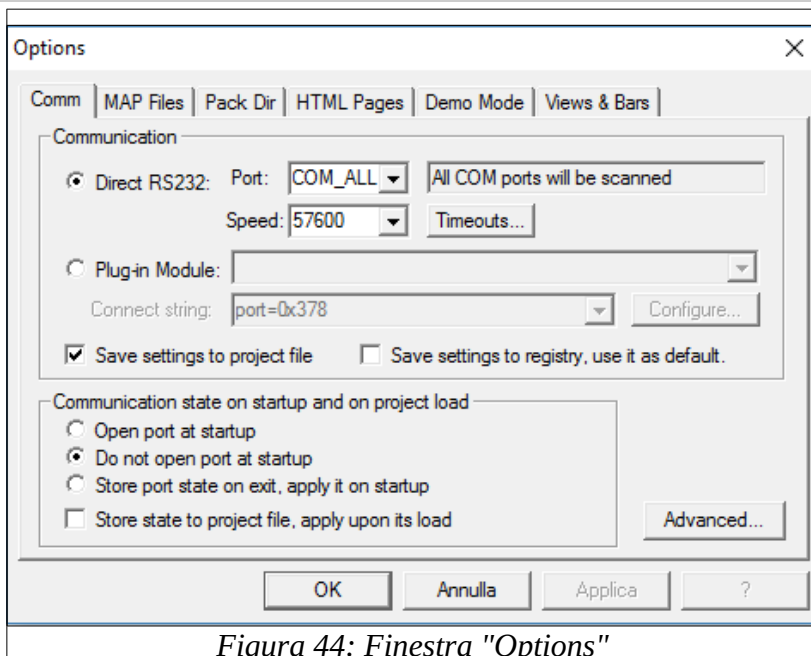 Options
Comm MAP Files Pack Dir HTML Pages Demo Mode Views & Bars
Communication
Direct RS232: Port: COM_ALL All COM ports will be scanned
Speed: 57600 Timeouts...
Plug-in Module:
Connect string: port=0x378 Configure...
Save settings to project file Save settings to registry, use it as default.
Communication state on startup and on project load
Open port at startup
Do not open port at startup
Store port state on exit, apply it on startup
Store state to project file, apply upon its load Advanced...
OK Annulla Applica ?
Figura 44: Finestra "Options"